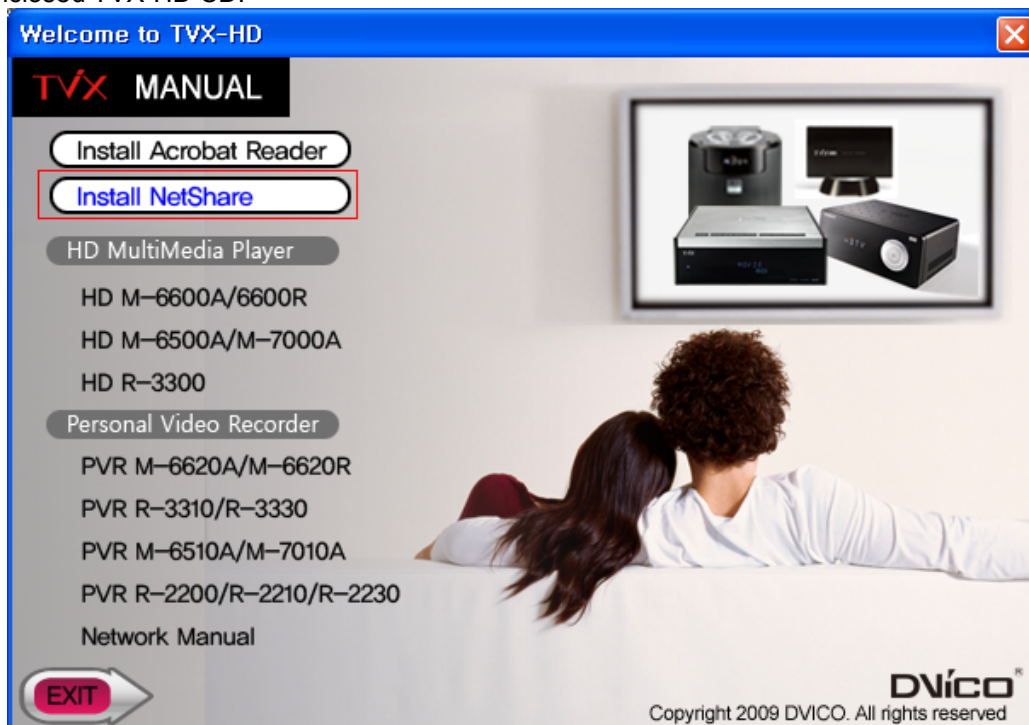 Welcome to TVX-HD
TViX MANUAL
Install Acrobat Reader
Install NetShare
HD MultiMedia Player
HD M-6600A/6600R
HD M-6500A/M-7000A
HD R-3300
Personal Video Recorder
PVR M-6620A/M-6620R
PVR R-3310/R-3330
PVR M-6510A/M-7010A
PVR R-2200/R-2210/R-2230
Network Manual
EXIT
DViCO®
Copyright 2009 DVICO. All rights reserved